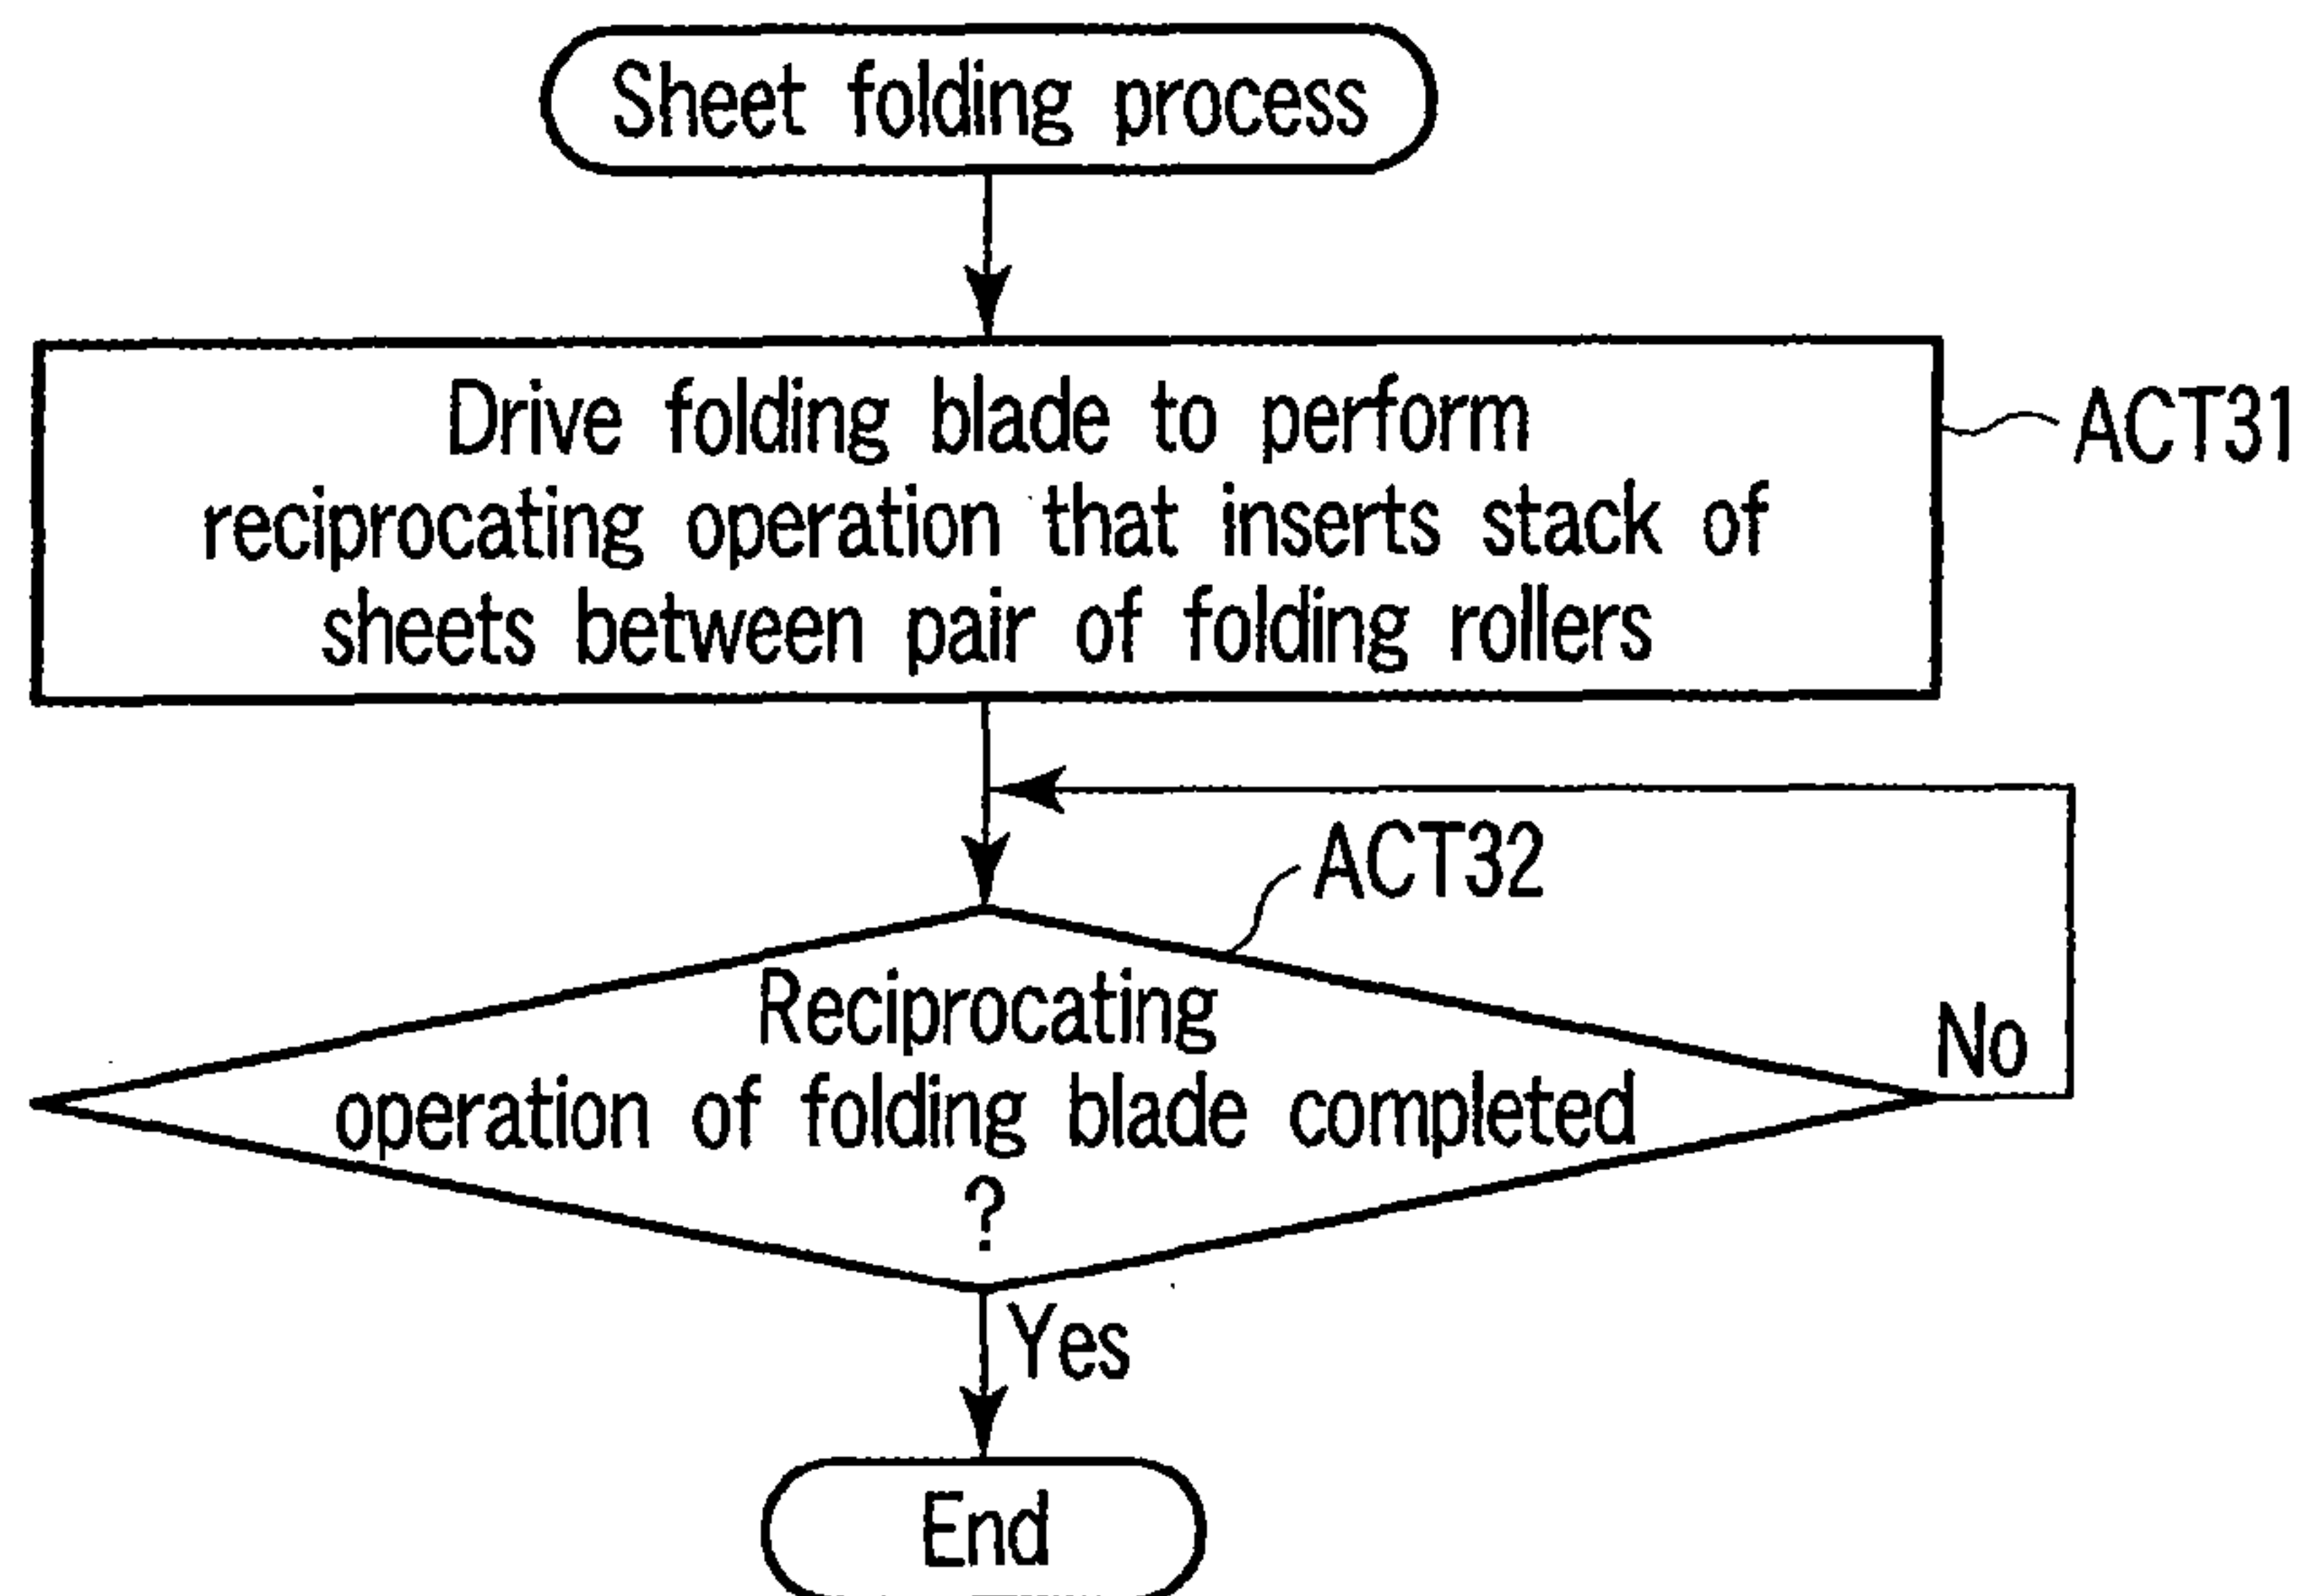 Sheet folding process
Drive folding blade to perform
reciprocating operation that inserts stack of
sheets between pair of folding rollers
ACT31
ACT32
Reciprocating
operation of folding blade completed
?
No
Yes
End